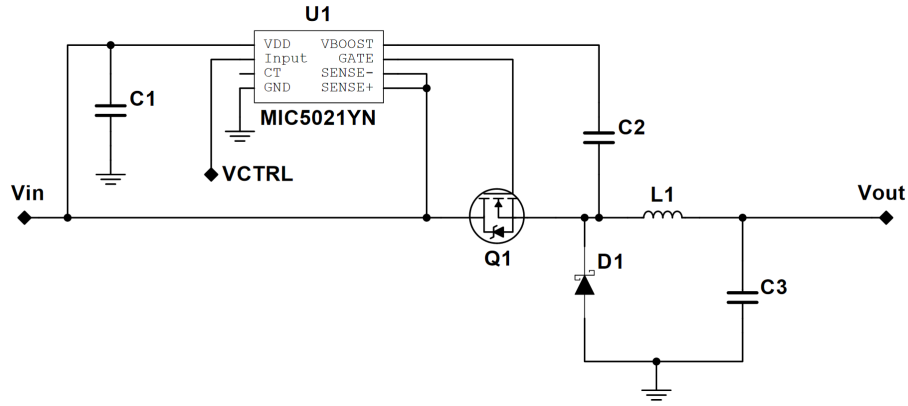 U1
VDD VBOOST
Input GATE
CT SENSE-
GND SENSE+
MIC5021YN
C1
C2
VCTRL
Vin
L1
Vout
Q1
D1
C3